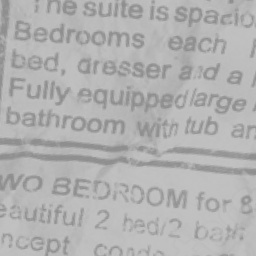 The suite is spacio
Bedrooms each
bed, dresser and a
Fully equipped large
bathroom with tub an
WO BEDROOM for 8
eautiful 2 bed/2 bath
ncept condo